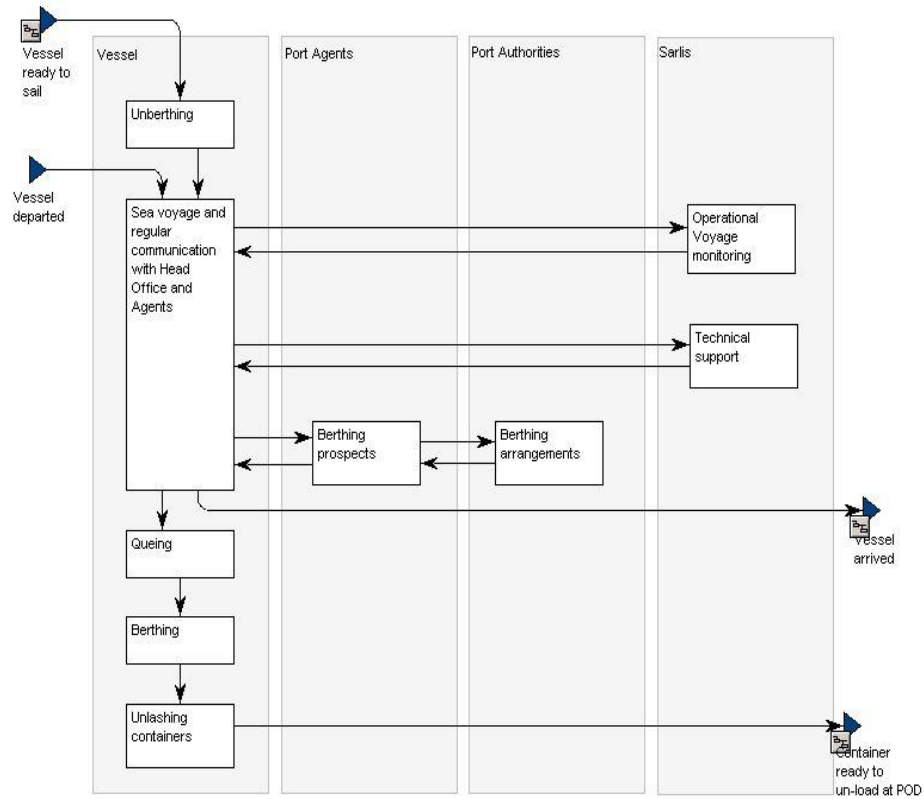 Vessel
ready to
sail
Vessel
Port Agents
Port Authorities
Sarlis
Unberthing
Vessel
departed
Sea voyage and
regular
communication
with Head
Office and
Agents
Operational
Voyage
monitoring
Technical
support
Berthing
prospects
Berthing
arrangements
Vessel
arrived
Queing
Berthing
Unlashing
containers
Container
ready to
un-load at POD